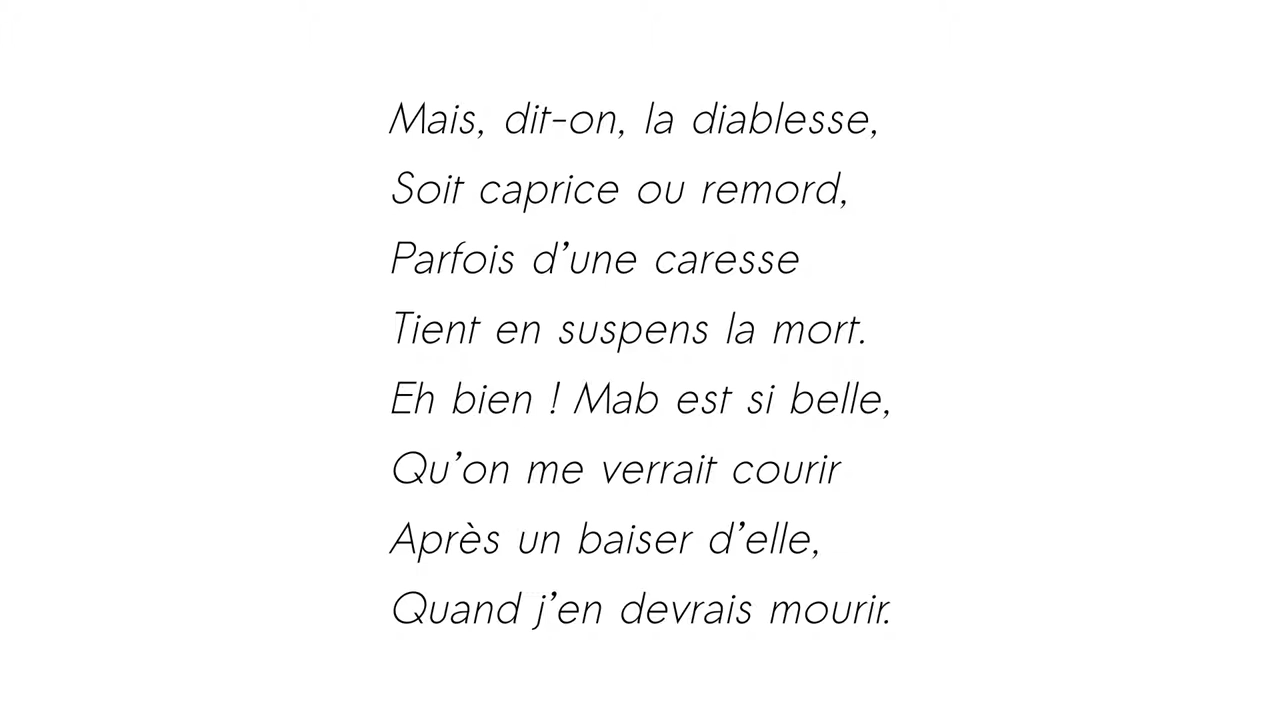 Mais, dit-on, la diablesse,
Soit caprice ou remord,
Parfois d’une caresse
Tient en suspens la mort.
Eh bien ! Mab est si belle,
Qu’on me verrait courir
Après un baiser d’elle,
Quand j’en devrais mourir.